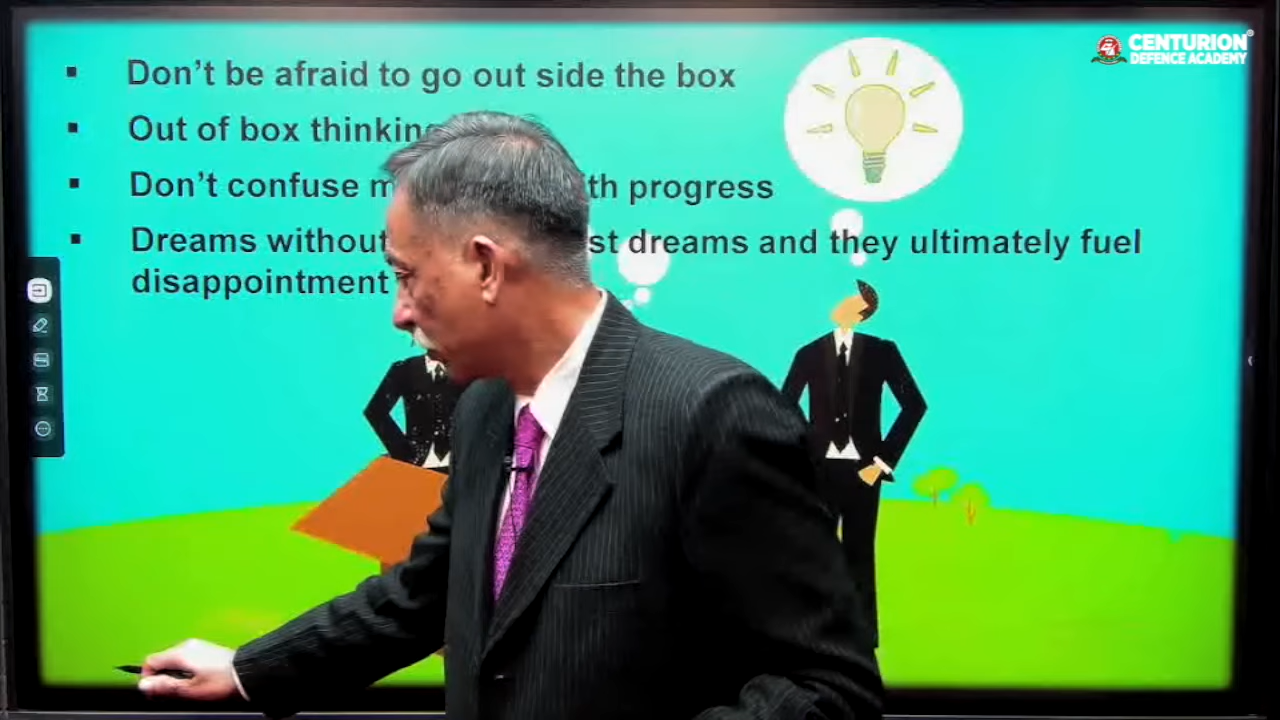 CENTURION
DEFENCE ACADEMY
Don't be afraid to go out side the box
Out of box thinking
Don't confuse th progress
Dreams without st dreams and they ultimately fuel
disappointment